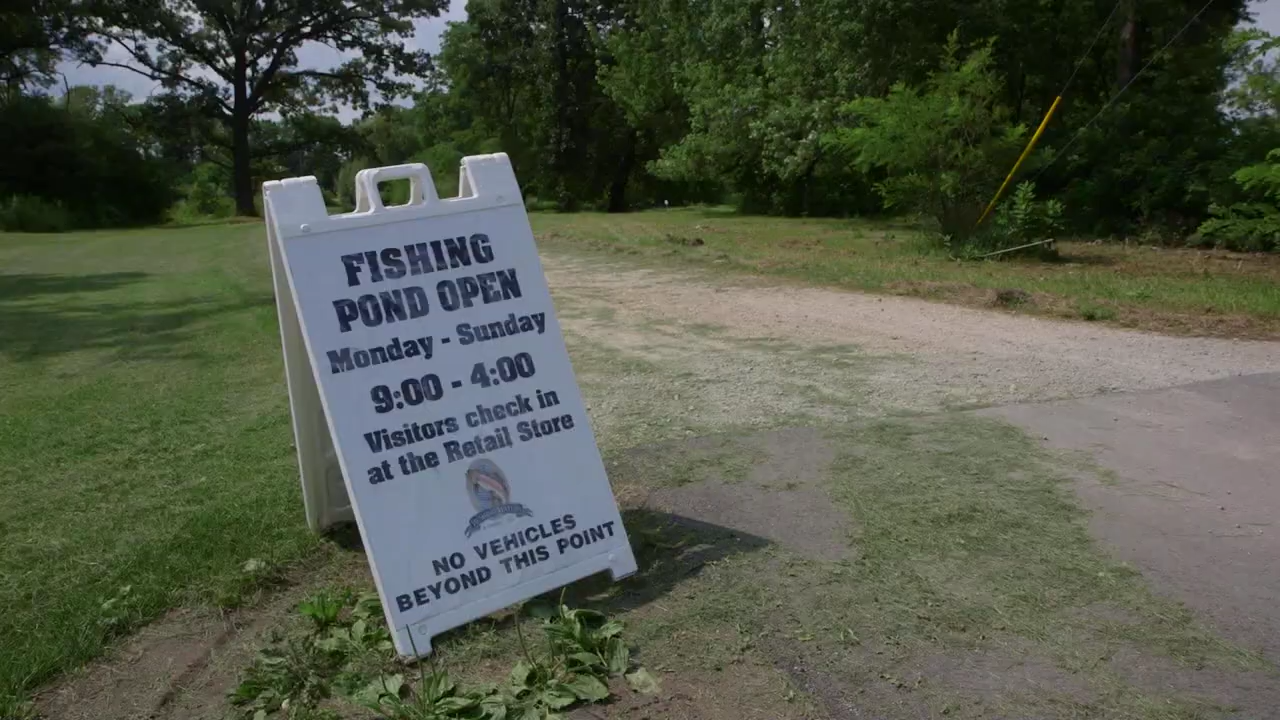 FISHING
POND OPEN
Monday - Sunday
9:00 - 4:00
Visitors check in
at the Retail Store
NO VEHICLES
BEYOND THIS POINT